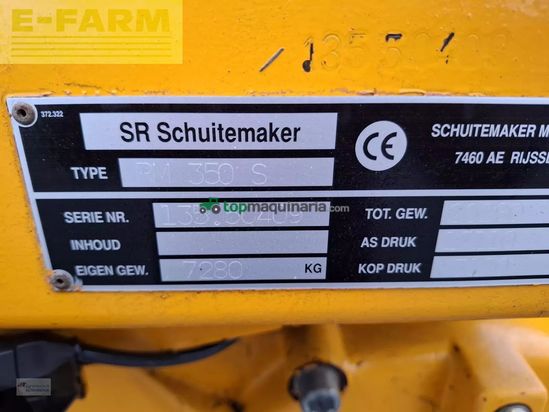 E-FARM
13530408
372.322
SR Schuitemaker
SCHUITEMAKER M
7460 AE RIJSS
TYPE RM 350 S
SERIE NR.
topmaquinaria.com
TOT. GEW.
INHOUD
AS DRUK
EIGEN GEW. 7280 KG
KOP DRUK